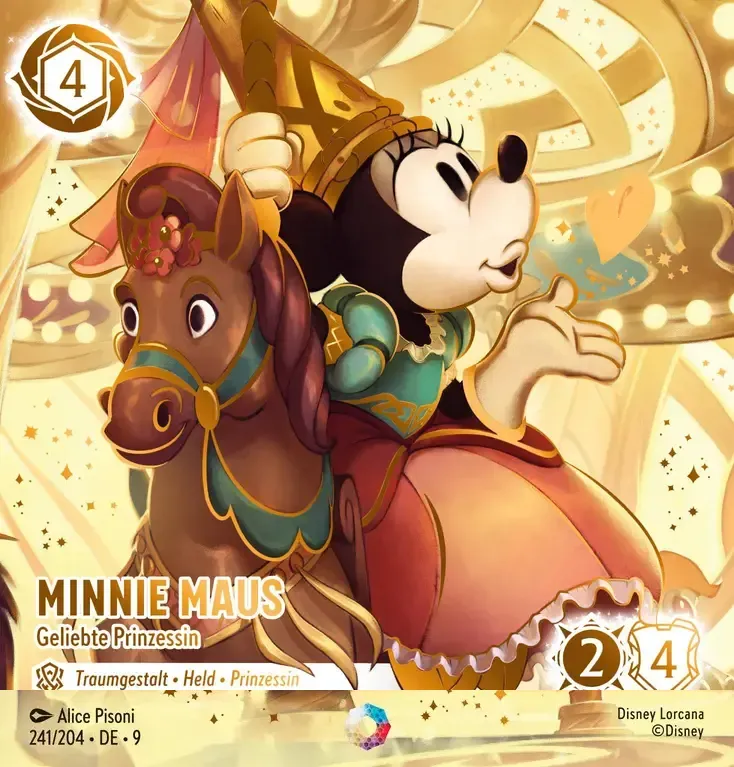 4
MINNIE MAUS
Geliebte Prinzessin
Traumgestalt • Held • Prinzessin
2
4
Alice Pisoni
241/204 • DE • 9
Disney Lorcana
©Disney